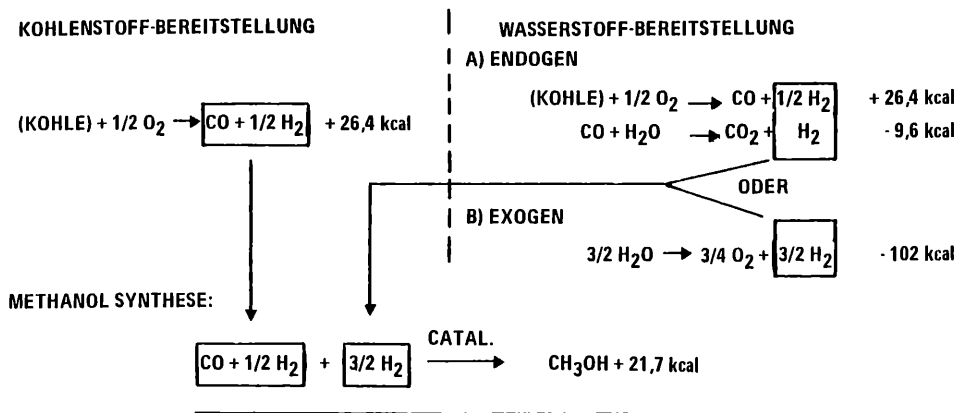 KOHLENSTOFF-BEREITSTELLUNG
(KOHLE) + 1/2 O₂ → CO + 1/2 H₂ + 26,4 kcal
WASSERSTOFF-BEREITSTELLUNG
A) ENDOGEN
(KOHLE) + 1/2 O₂ → CO + 1/2 H₂ + 26,4 kcal
CO + H₂O → CO₂ + H₂ - 9,6 kcal
ODER
B) EXOGEN
3/2 H₂O → 3/4 O₂ + 3/2 H₂ - 102 kcal
METHANOL SYNTHESE:
CATAL.
CO + 1/2 H₂ + 3/2 H₂ → CH₃OH + 21,7 kcal